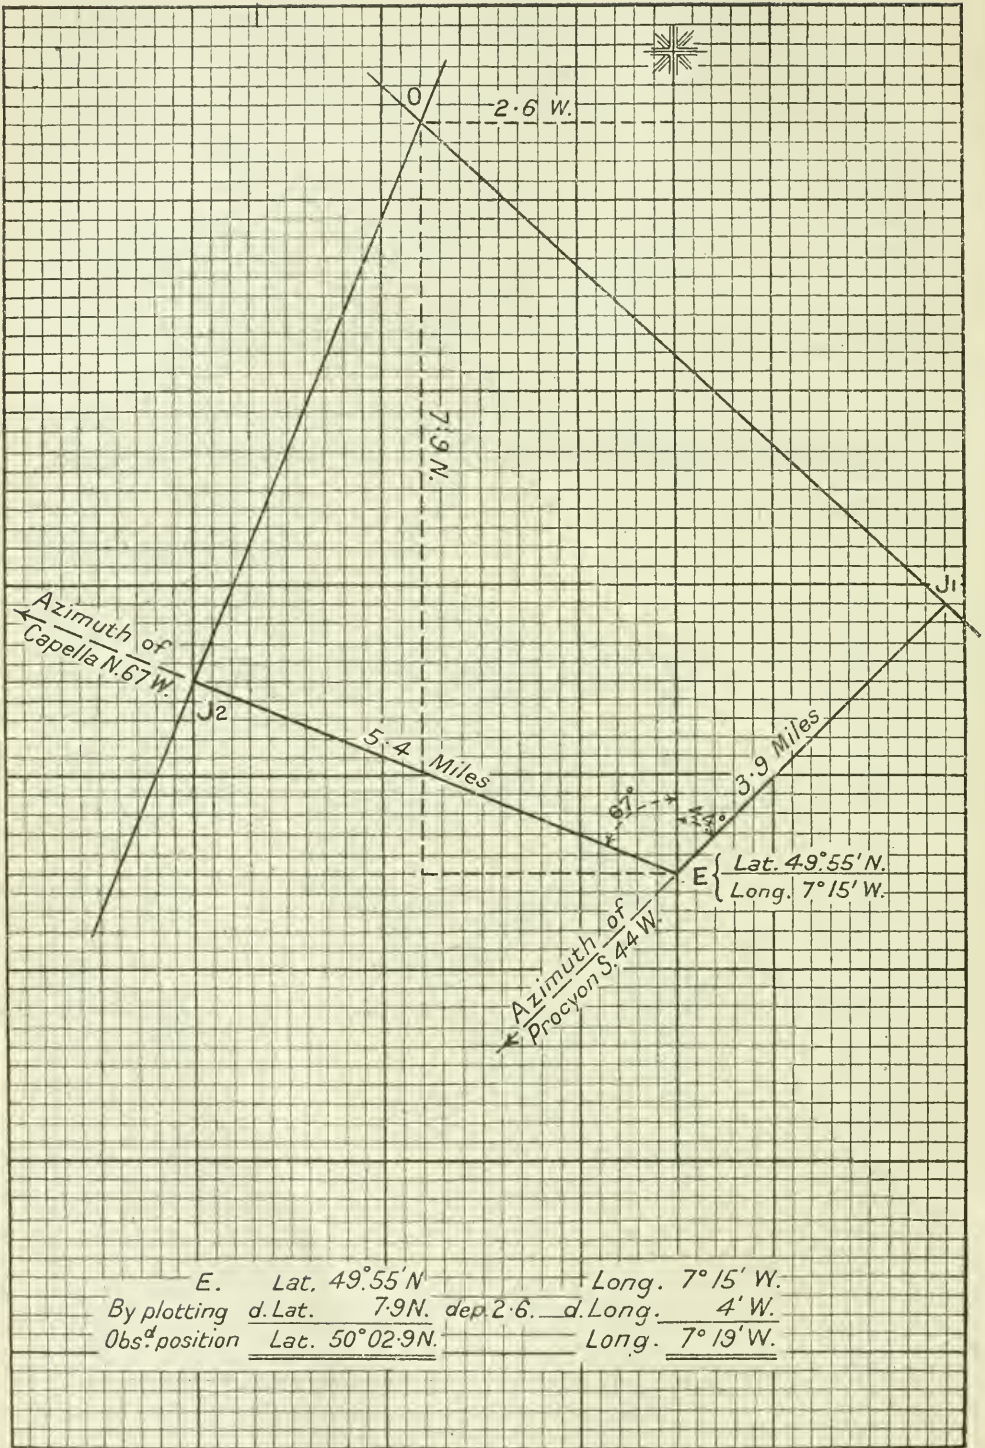 O
2·6 W.
7·9 N.
J1
Azimuth of
Capella N.67 W.
J2
5·4 Miles
3·9 Miles
67°
N44°
E { Lat. 49°55' N.
Long. 7°15' W.
Azimuth of
Procyon S.44 W.
E. Lat. 49°55' N Long. 7° 15' W.
By plotting d.Lat. 7·9 N. dep. 2·6. d.Long. 4' W.
Obsd. position Lat. 50°02·9 N. Long. 7° 19' W.